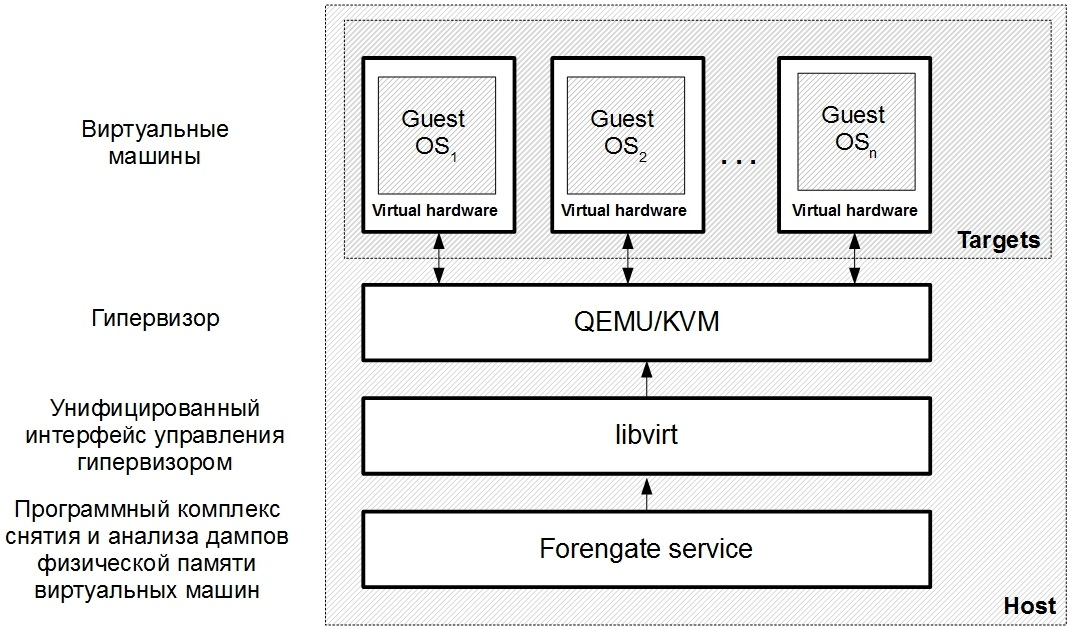 Виртуальные
машины
Guest
OS1
Virtual hardware
Guest
OS2
Virtual hardware
...
Guest
OSn
Virtual hardware
Targets
Гипервизор
QEMU/KVM
Унифицированный
интерфейс управления
гипервизором
libvirt
Программный комплекс
снятия и анализа дампов
физической памяти
виртуальных машин
Forengate service
Host